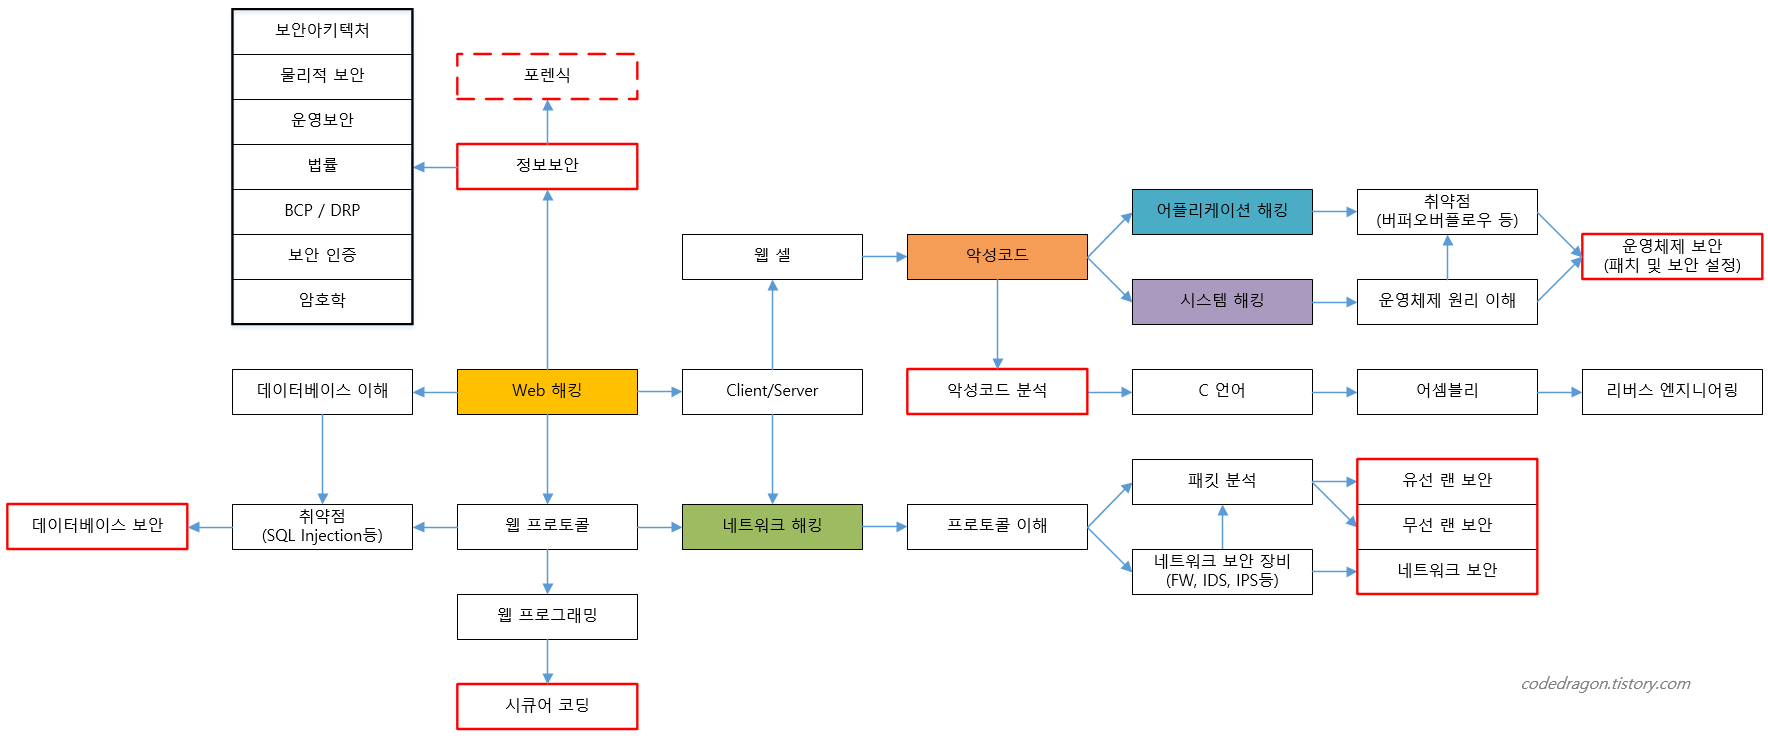 보안아키텍처
물리적 보안
포렌식
운영보안
법률
정보보안
BCP / DRP
어플리케이션 해킹
취약점
(버퍼오버플로우 등)
보안 인증
웹 셀
악성코드
운영체제 보안
(패치 및 보안 설정)
암호학
시스템 해킹
운영체제 원리 이해
데이터베이스 이해
Web 해킹
Client/Server
악성코드 분석
C 언어
어셈블리
리버스 엔지니어링
패킷 분석
유선 랜 보안
데이터베이스 보안
취약점
(SQL Injection등)
웹 프로토콜
네트워크 해킹
프로토콜 이해
무선 랜 보안
네트워크 보안 장비
(FW, IDS, IPS등)
네트워크 보안
웹 프로그래밍
시큐어 코딩
codedragon.tistory.com